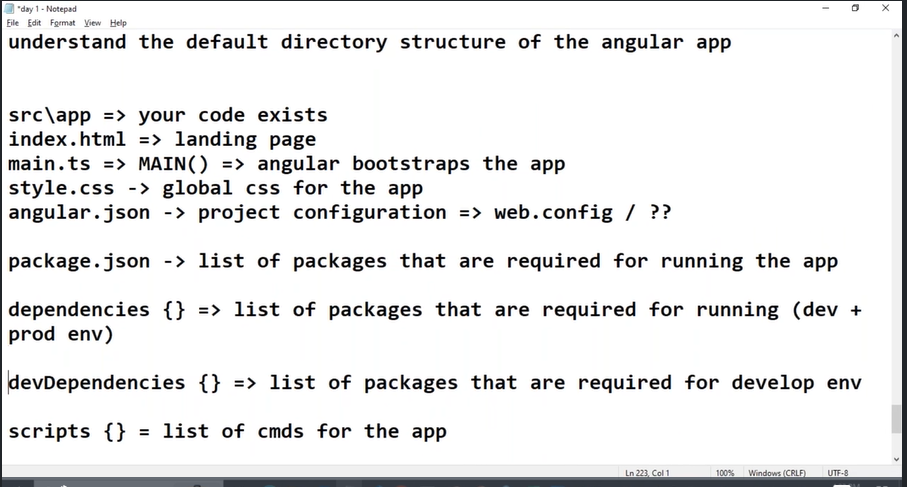 *day 1 - Notepad
File Edit Format View Help
understand the default directory structure of the angular app
src\app => your code exists
index.html => landing page
main.ts => MAIN() => angular bootstraps the app
style.css -> global css for the app
angular.json -> project configuration => web.config / ??
package.json -> list of packages that are required for running the app
dependencies {} => list of packages that are required for running (dev +
prod env)
devDependencies {} => list of packages that are required for develop env
scripts {} = list of cmds for the app
Ln 223, Col 1 100% Windows (CRLF) UTF-8